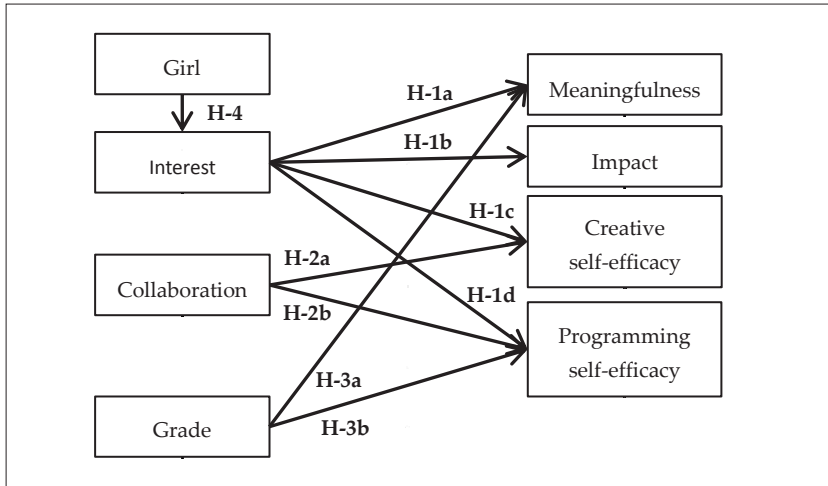 Girl
H-4
Interest
Collaboration
Grade
H-1a
H-1b
H-1c
H-2a
H-1d
H-2b
H-3a
H-3b
Meaningfulness
Impact
Creative
self-efficacy
Programming
self-efficacy